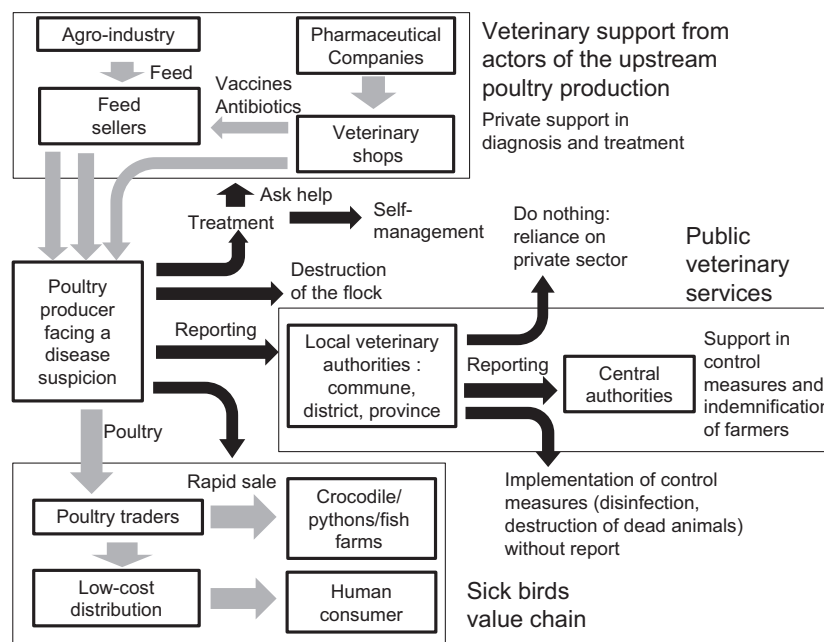 Agro-industry
Pharmaceutical
Companies
Veterinary support from
actors of the upstream
poultry production
Feed
Vaccines
Antibiotics
Feed
sellers
Veterinary
shops
Private support in
diagnosis and treatment
Ask help
Treatment
Self-
management
Do nothing:
reliance on
private sector
Public
veterinary
services
Poultry
producer
facing a
disease
suspicion
Destruction
of the flock
Reporting
Local veterinary
authorities :
commune,
district, province
Reporting
Central
authorities
Support in
control
measures and
indemnification
of farmers
Poultry
Rapid sale
Implementation of control
measures (disinfection,
destruction of dead animals)
without report
Poultry traders
Crocodile/
pythons/fish
farms
Low-cost
distribution
Human
consumer
Sick birds
value chain